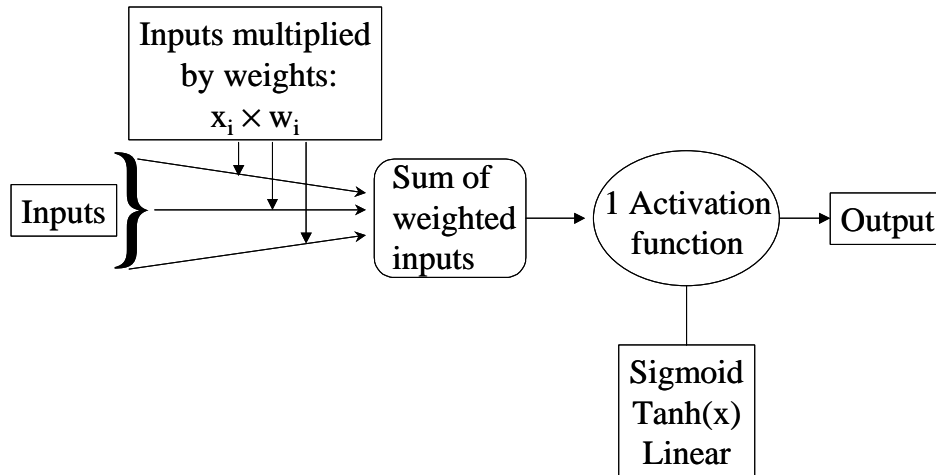 Inputs multiplied
by weights:
xᵢ × wᵢ
Inputs
Sum of
weighted
inputs
1 Activation
function
Output
Sigmoid
Tanh(x)
Linear